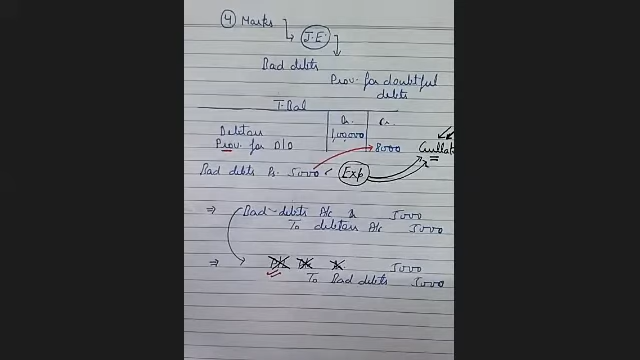 4 Marks
J.E.
Bad debts
Prov. for doubtful debts
T-Bal
Dr. Cr.
Debtors 1,00,000
Prov. for D/D 8000
Bad debts Rs. 5000 Exp
⇒ Bad-debts A/c Dr 5000
To debtors A/c 5000
⇒ 5000
To Bad debts 5000